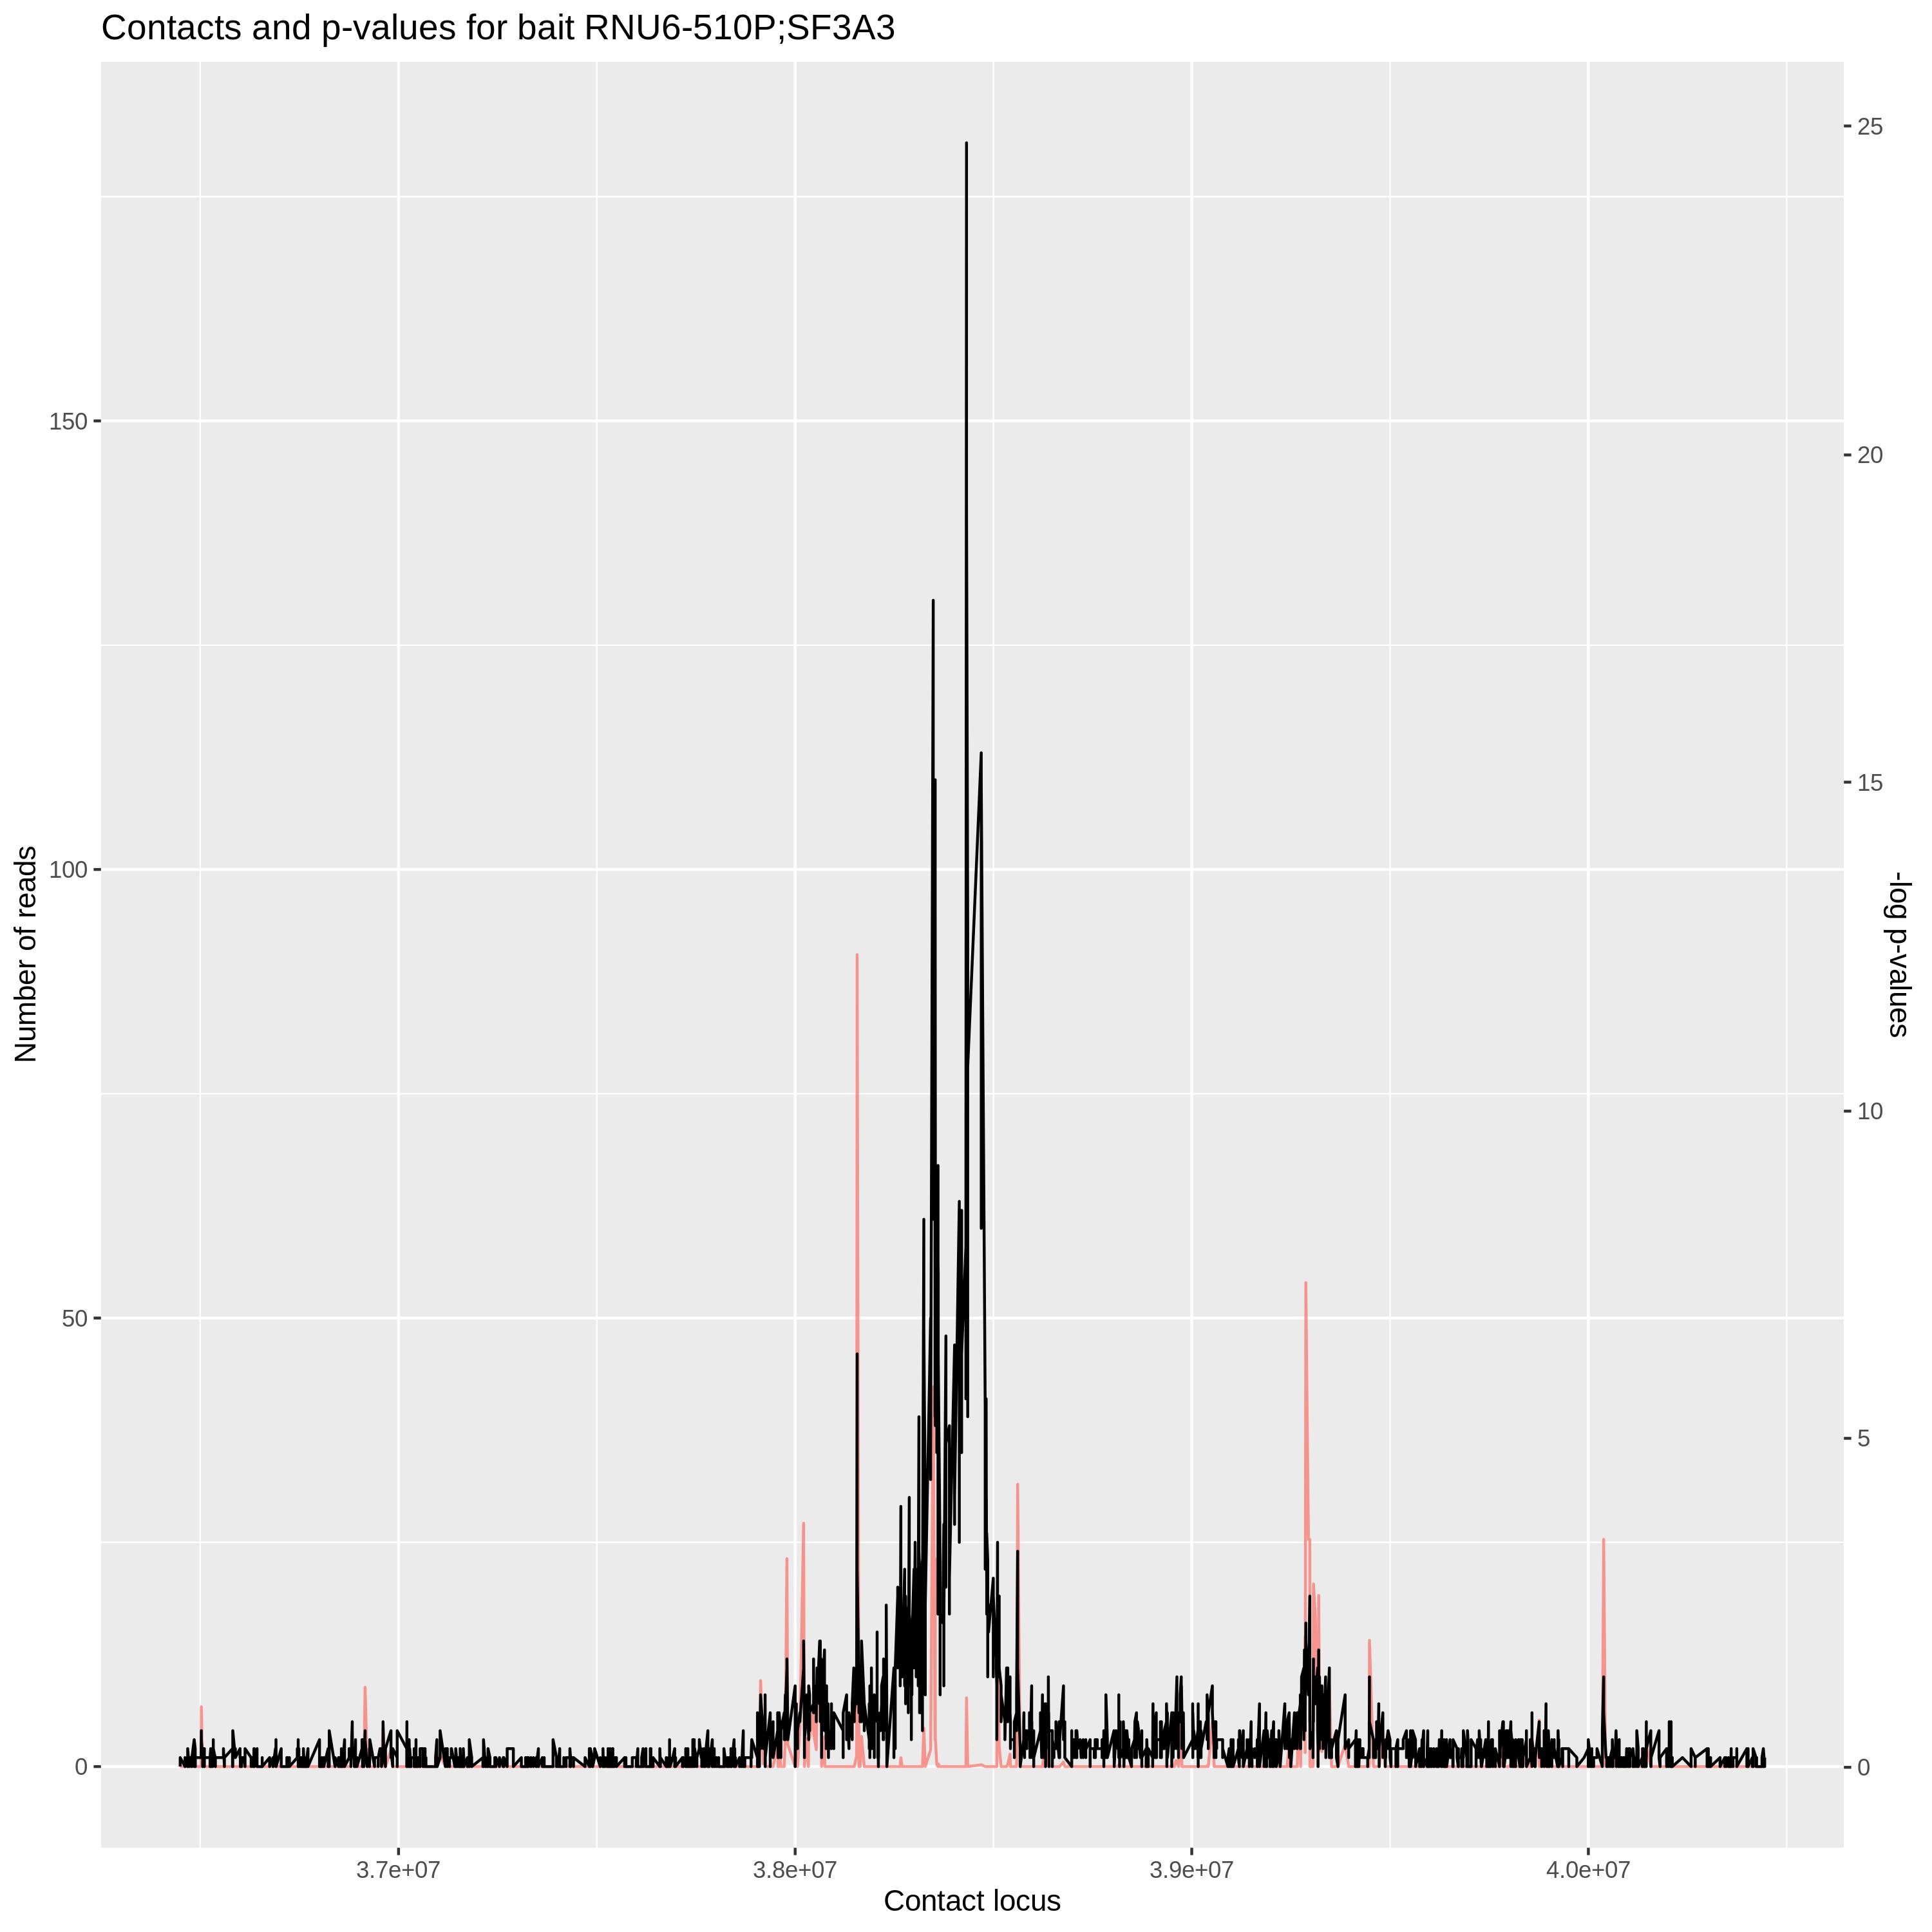 Contacts and p-values for bait RNU6-510P;SF3A3
Number of reads
150
100
50
0
25
20
15
10
5
0
-log p-values
3.7e+07
3.8e+07
3.9e+07
4.0e+07
Contact locus